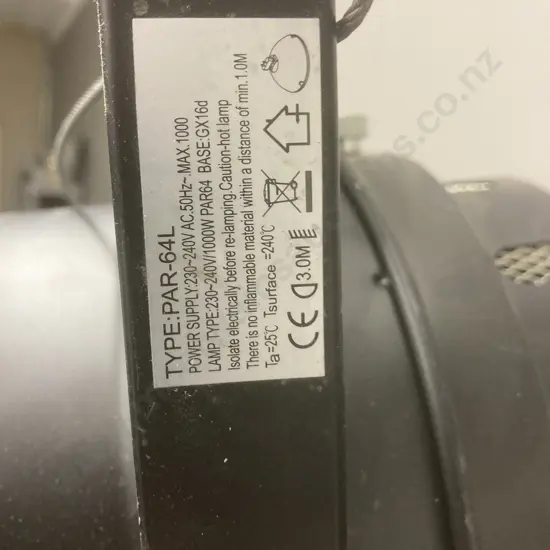 TYPE:PAR-64L
POWER SUPPLY:230~240V AC.50Hz~.MAX.1000
LAMP TYPE:230~240V/1000W PAR64 BASE:GX16d
Isolate electrically before re-lamping.Caution-hot lamp
There is no inflammable material within a distance of min.1.0M
Ta=25℃ Tsurface =240℃
CE 3.0M